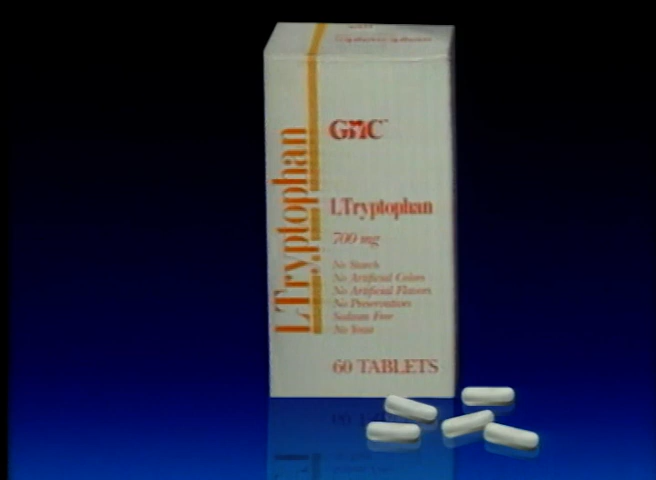 LTryptophan
GMC
LTryptophan
700 mg
No Starch
No Artificial Colors
No Artificial Flavors
No Preservatives
Sodium Free
No Yeast
60 TABLETS